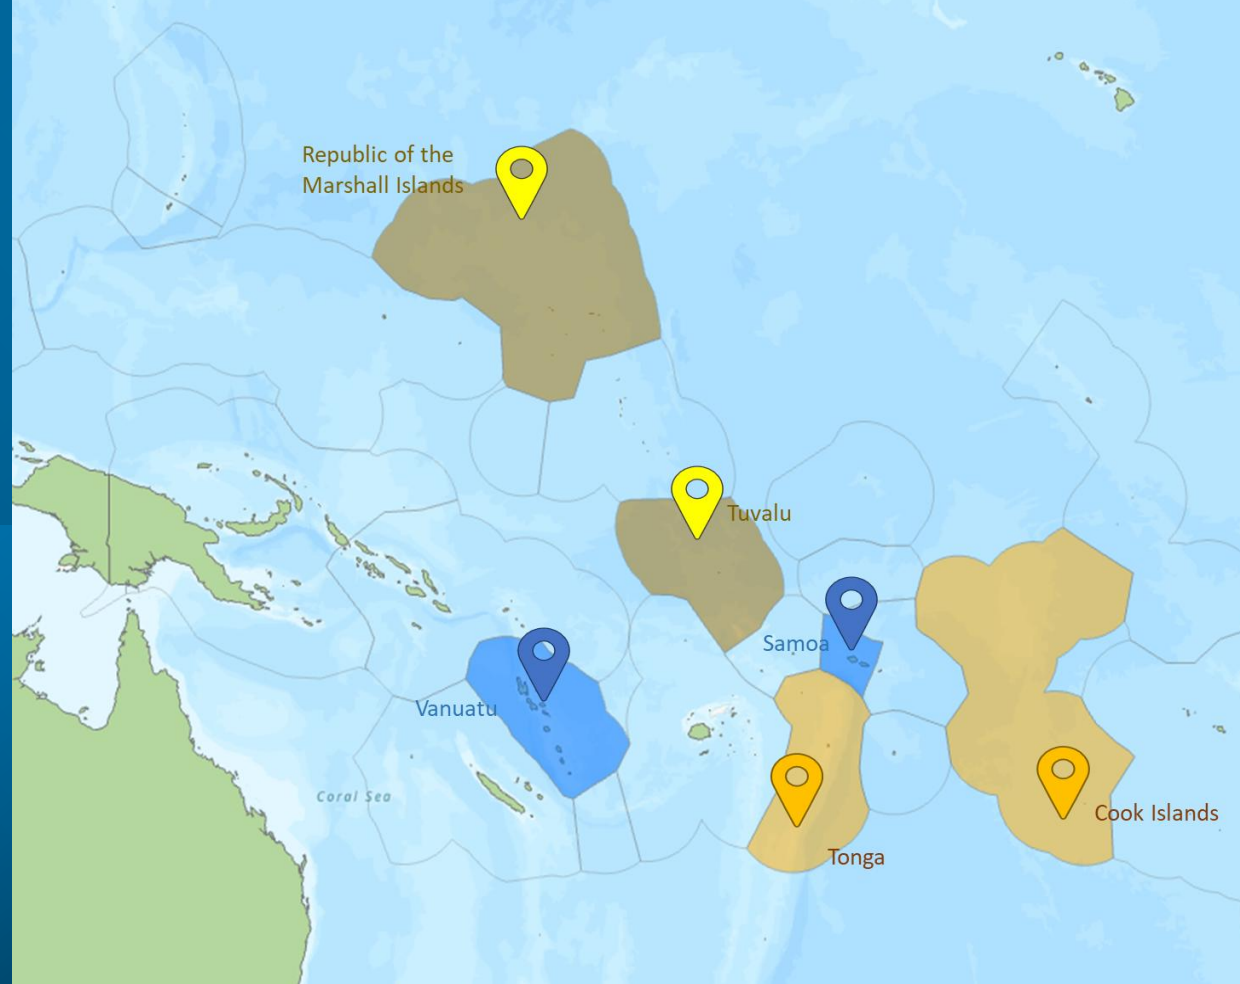 Republic of the
Marshall Islands
Tuvalu
Samoa
Vanuatu
Coral Sea
Cook Islands
Tonga